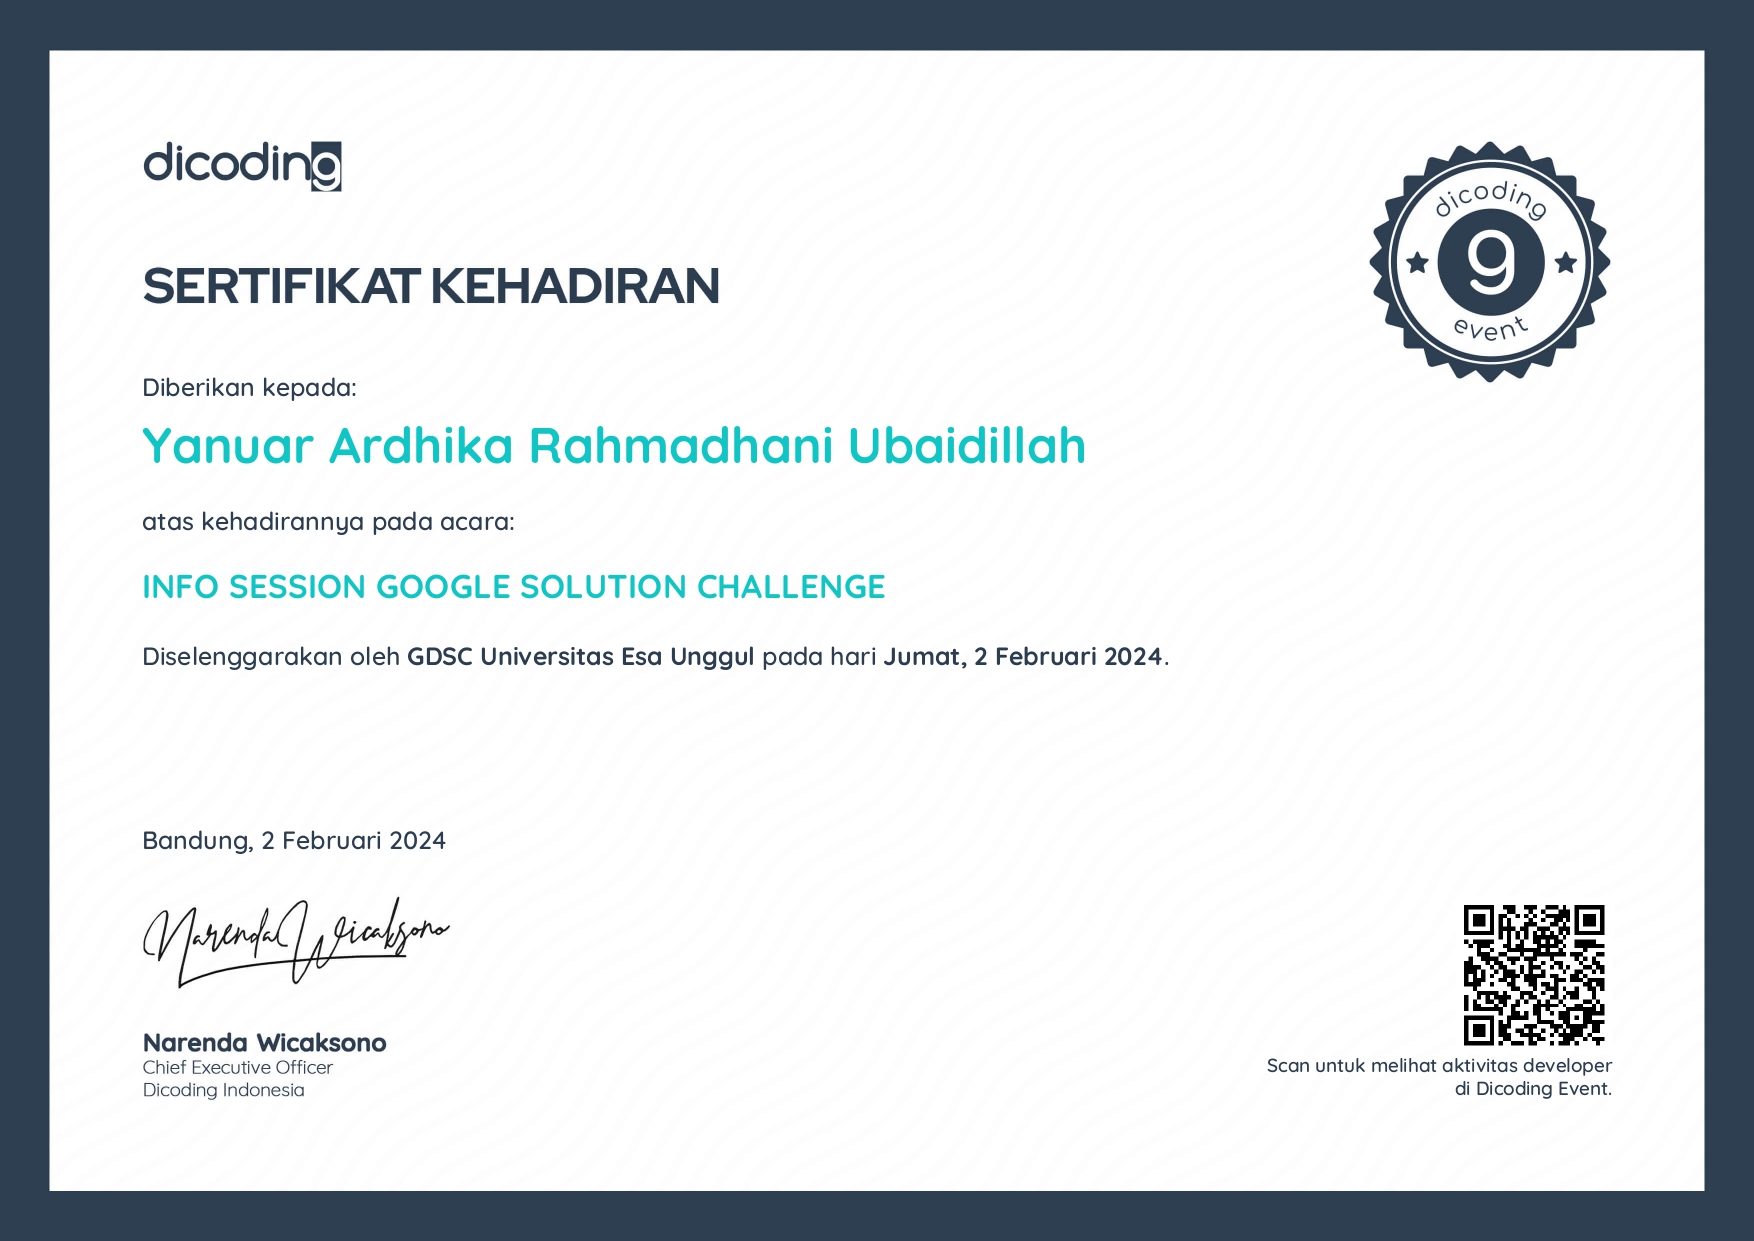 dicoding
dicoding
g
event
SERTIFIKAT KEHADIRAN
Diberikan kepada:
Yanuar Ardhika Rahmadhani Ubaidillah
atas kehadirannya pada acara:
INFO SESSION GOOGLE SOLUTION CHALLENGE
Diselenggarakan oleh GDSC Universitas Esa Unggul pada hari Jumat, 2 Februari 2024.
Bandung, 2 Februari 2024
Narenda Wicaksono
Narenda Wicaksono
Chief Executive Officer
Dicoding Indonesia
Scan untuk melihat aktivitas developer
di Dicoding Event.